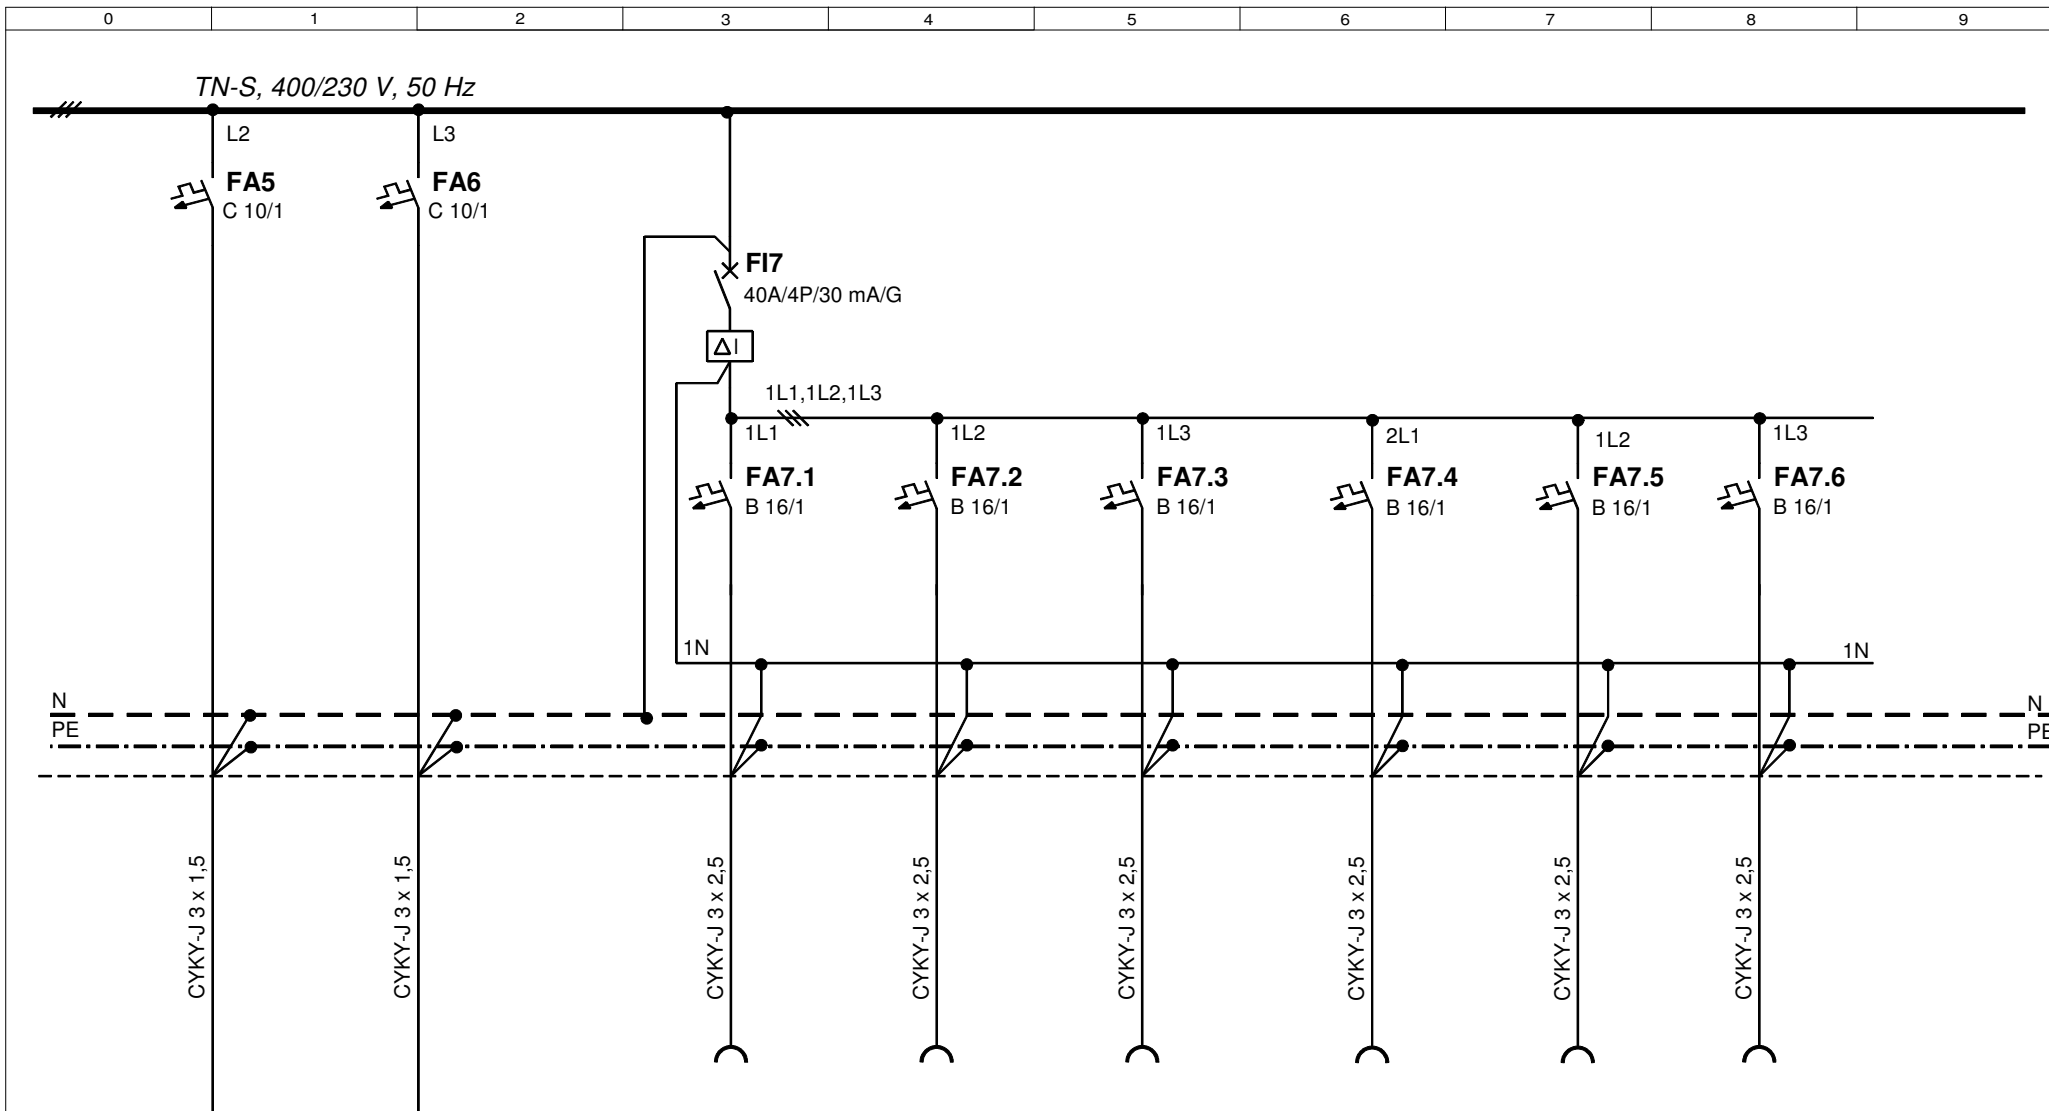 0 1 2 3 4 5 6 7 8 9
TN-S, 400/230 V, 50 Hz
L2 L3
FA5 FA6
C 10/1 C 10/1
FI7
40A/4P/30 mA/G
ΔI
1L1,1L2,1L3
1L1 1L2 1L3 2L1 1L2 1L3
FA7.1 FA7.2 FA7.3 FA7.4 FA7.5 FA7.6
B 16/1 B 16/1 B 16/1 B 16/1 B 16/1 B 16/1
1N 1N
N N
PE PE
CYKY-J 3 x 1,5
CYKY-J 3 x 1,5
CYKY-J 3 x 2,5
CYKY-J 3 x 2,5
CYKY-J 3 x 2,5
CYKY-J 3 x 2,5
CYKY-J 3 x 2,5
CYKY-J 3 x 2,5